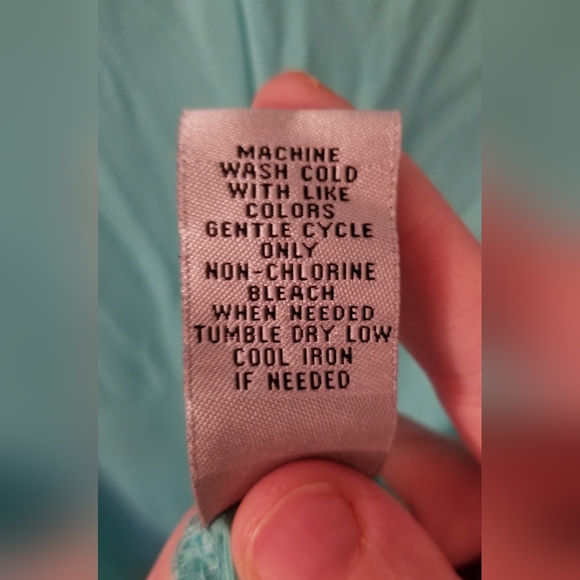 MACHINE
WASH COLD
WITH LIKE
COLORS
GENTLE CYCLE
ONLY
NON-CHLORINE
BLEACH
WHEN NEEDED
TUMBLE DRY LOW
COOL IRON
IF NEEDED